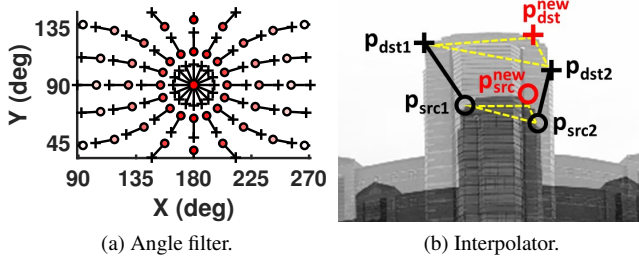 135
90
45
Y (deg)
90 135 180 225 270
X (deg)
(a) Angle filter.
p_dst^new
p_dst1
p_dst2
p_src^new
p_src1
p_src2
(b) Interpolator.